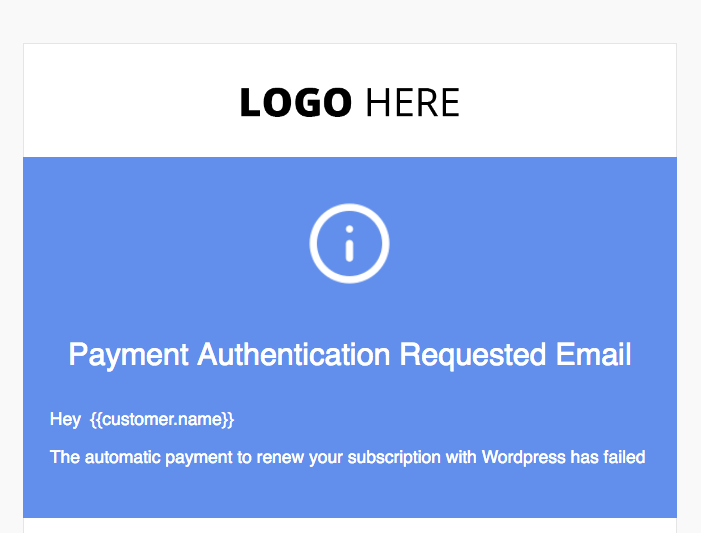 LOGO HERE
Payment Authentication Requested Email
Hey {{customer.name}}
The automatic payment to renew your subscription with Wordpress has failed